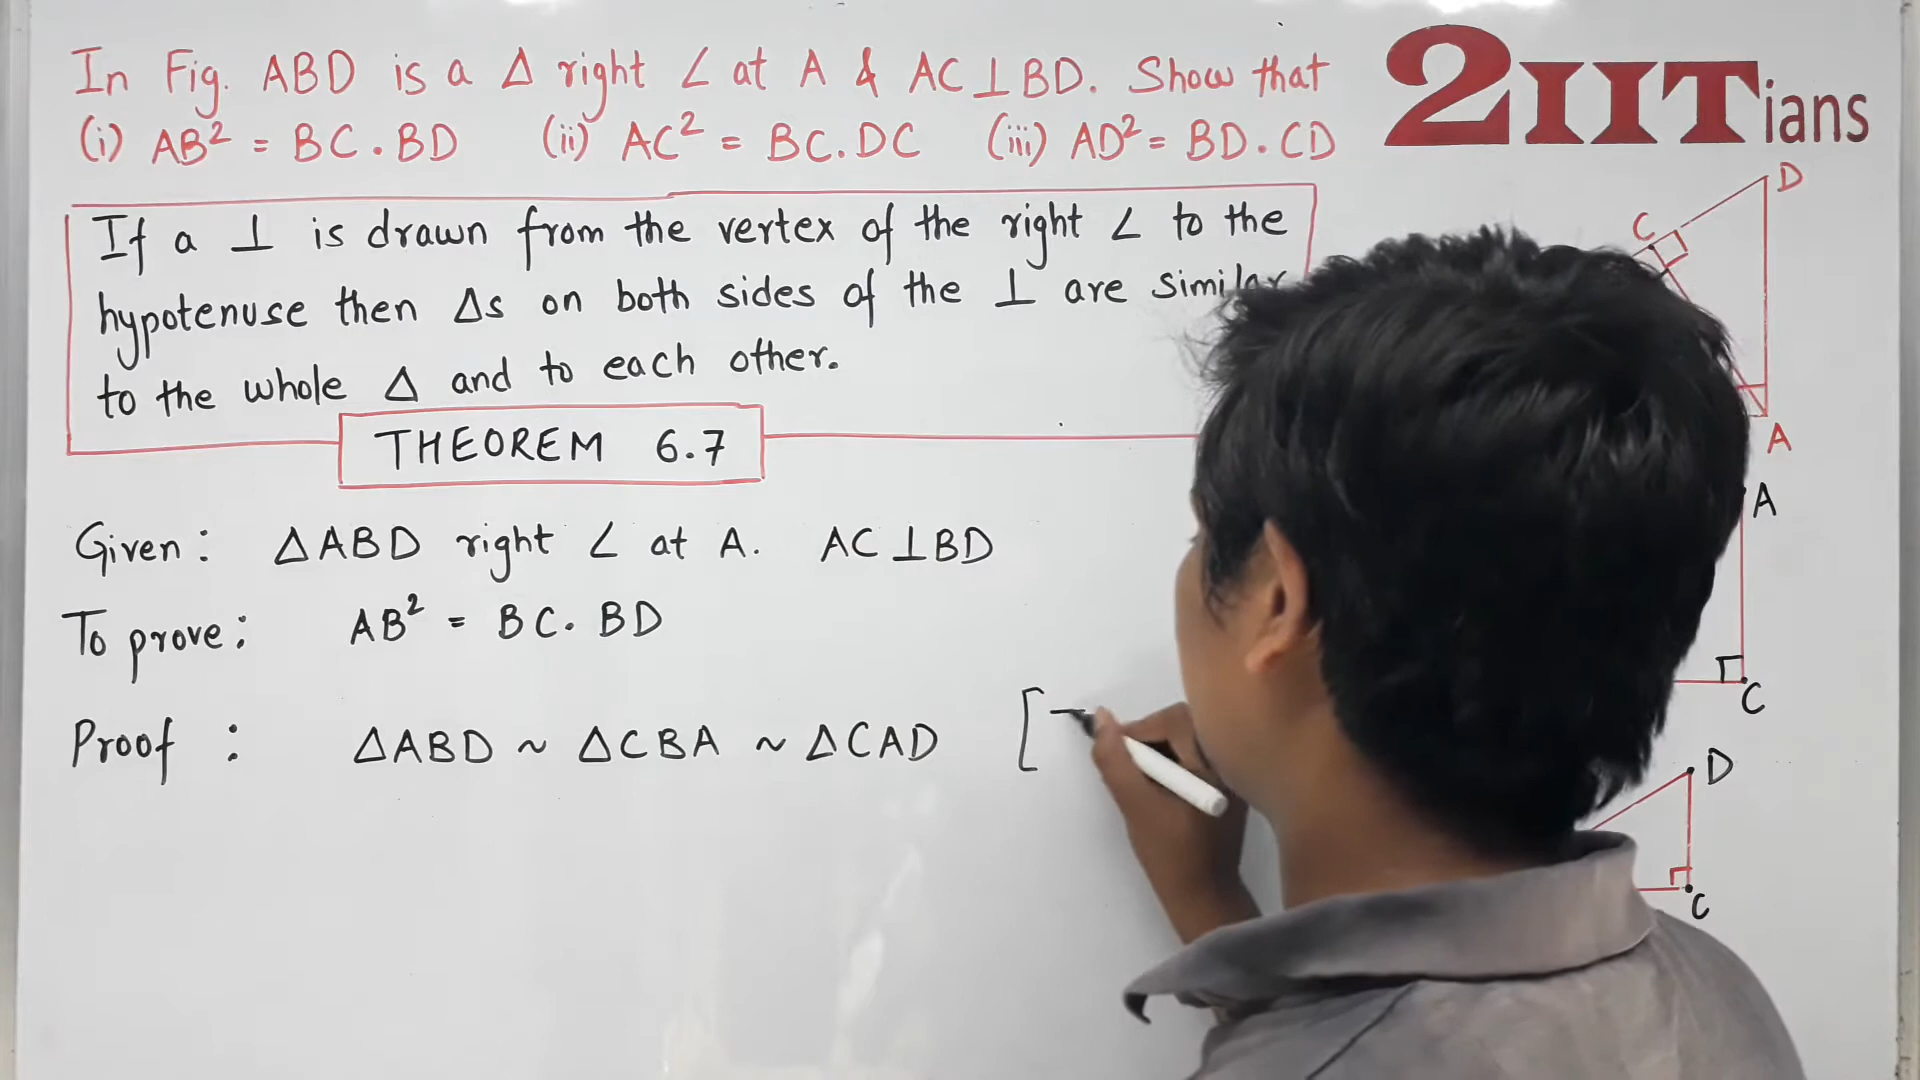 In Fig. ABD is a Δ right ∠ at A & AC⊥BD. Show that
(i) AB² = BC.BD (ii) AC² = BC.DC (iii) AD² = BD.CD
2IITians
If a ⊥ is drawn from the vertex of the right ∠ to the
hypotenuse then Δs on both sides of the ⊥ are similar
to the whole Δ and to each other.
THEOREM 6.7
Given: ΔABD right ∠ at A. AC⊥BD
To prove: AB² = BC.BD
Proof : ΔABD ~ ΔCBA ~ ΔCAD [
D
C
A
A
C
D
C